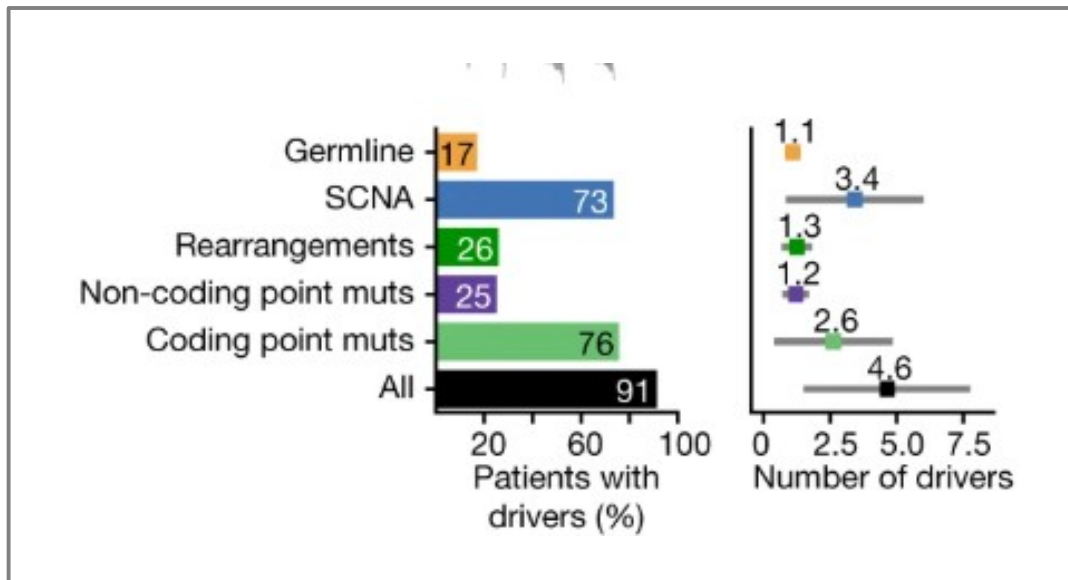 Germline 17 1.1
SCNA 73 3.4
Rearrangements 26 1.3
Non-coding point muts 25 1.2
Coding point muts 76 2.6
All 91 4.6
20 60 100 0 2.5 5.0 7.5
Patients with Number of drivers
drivers (%)